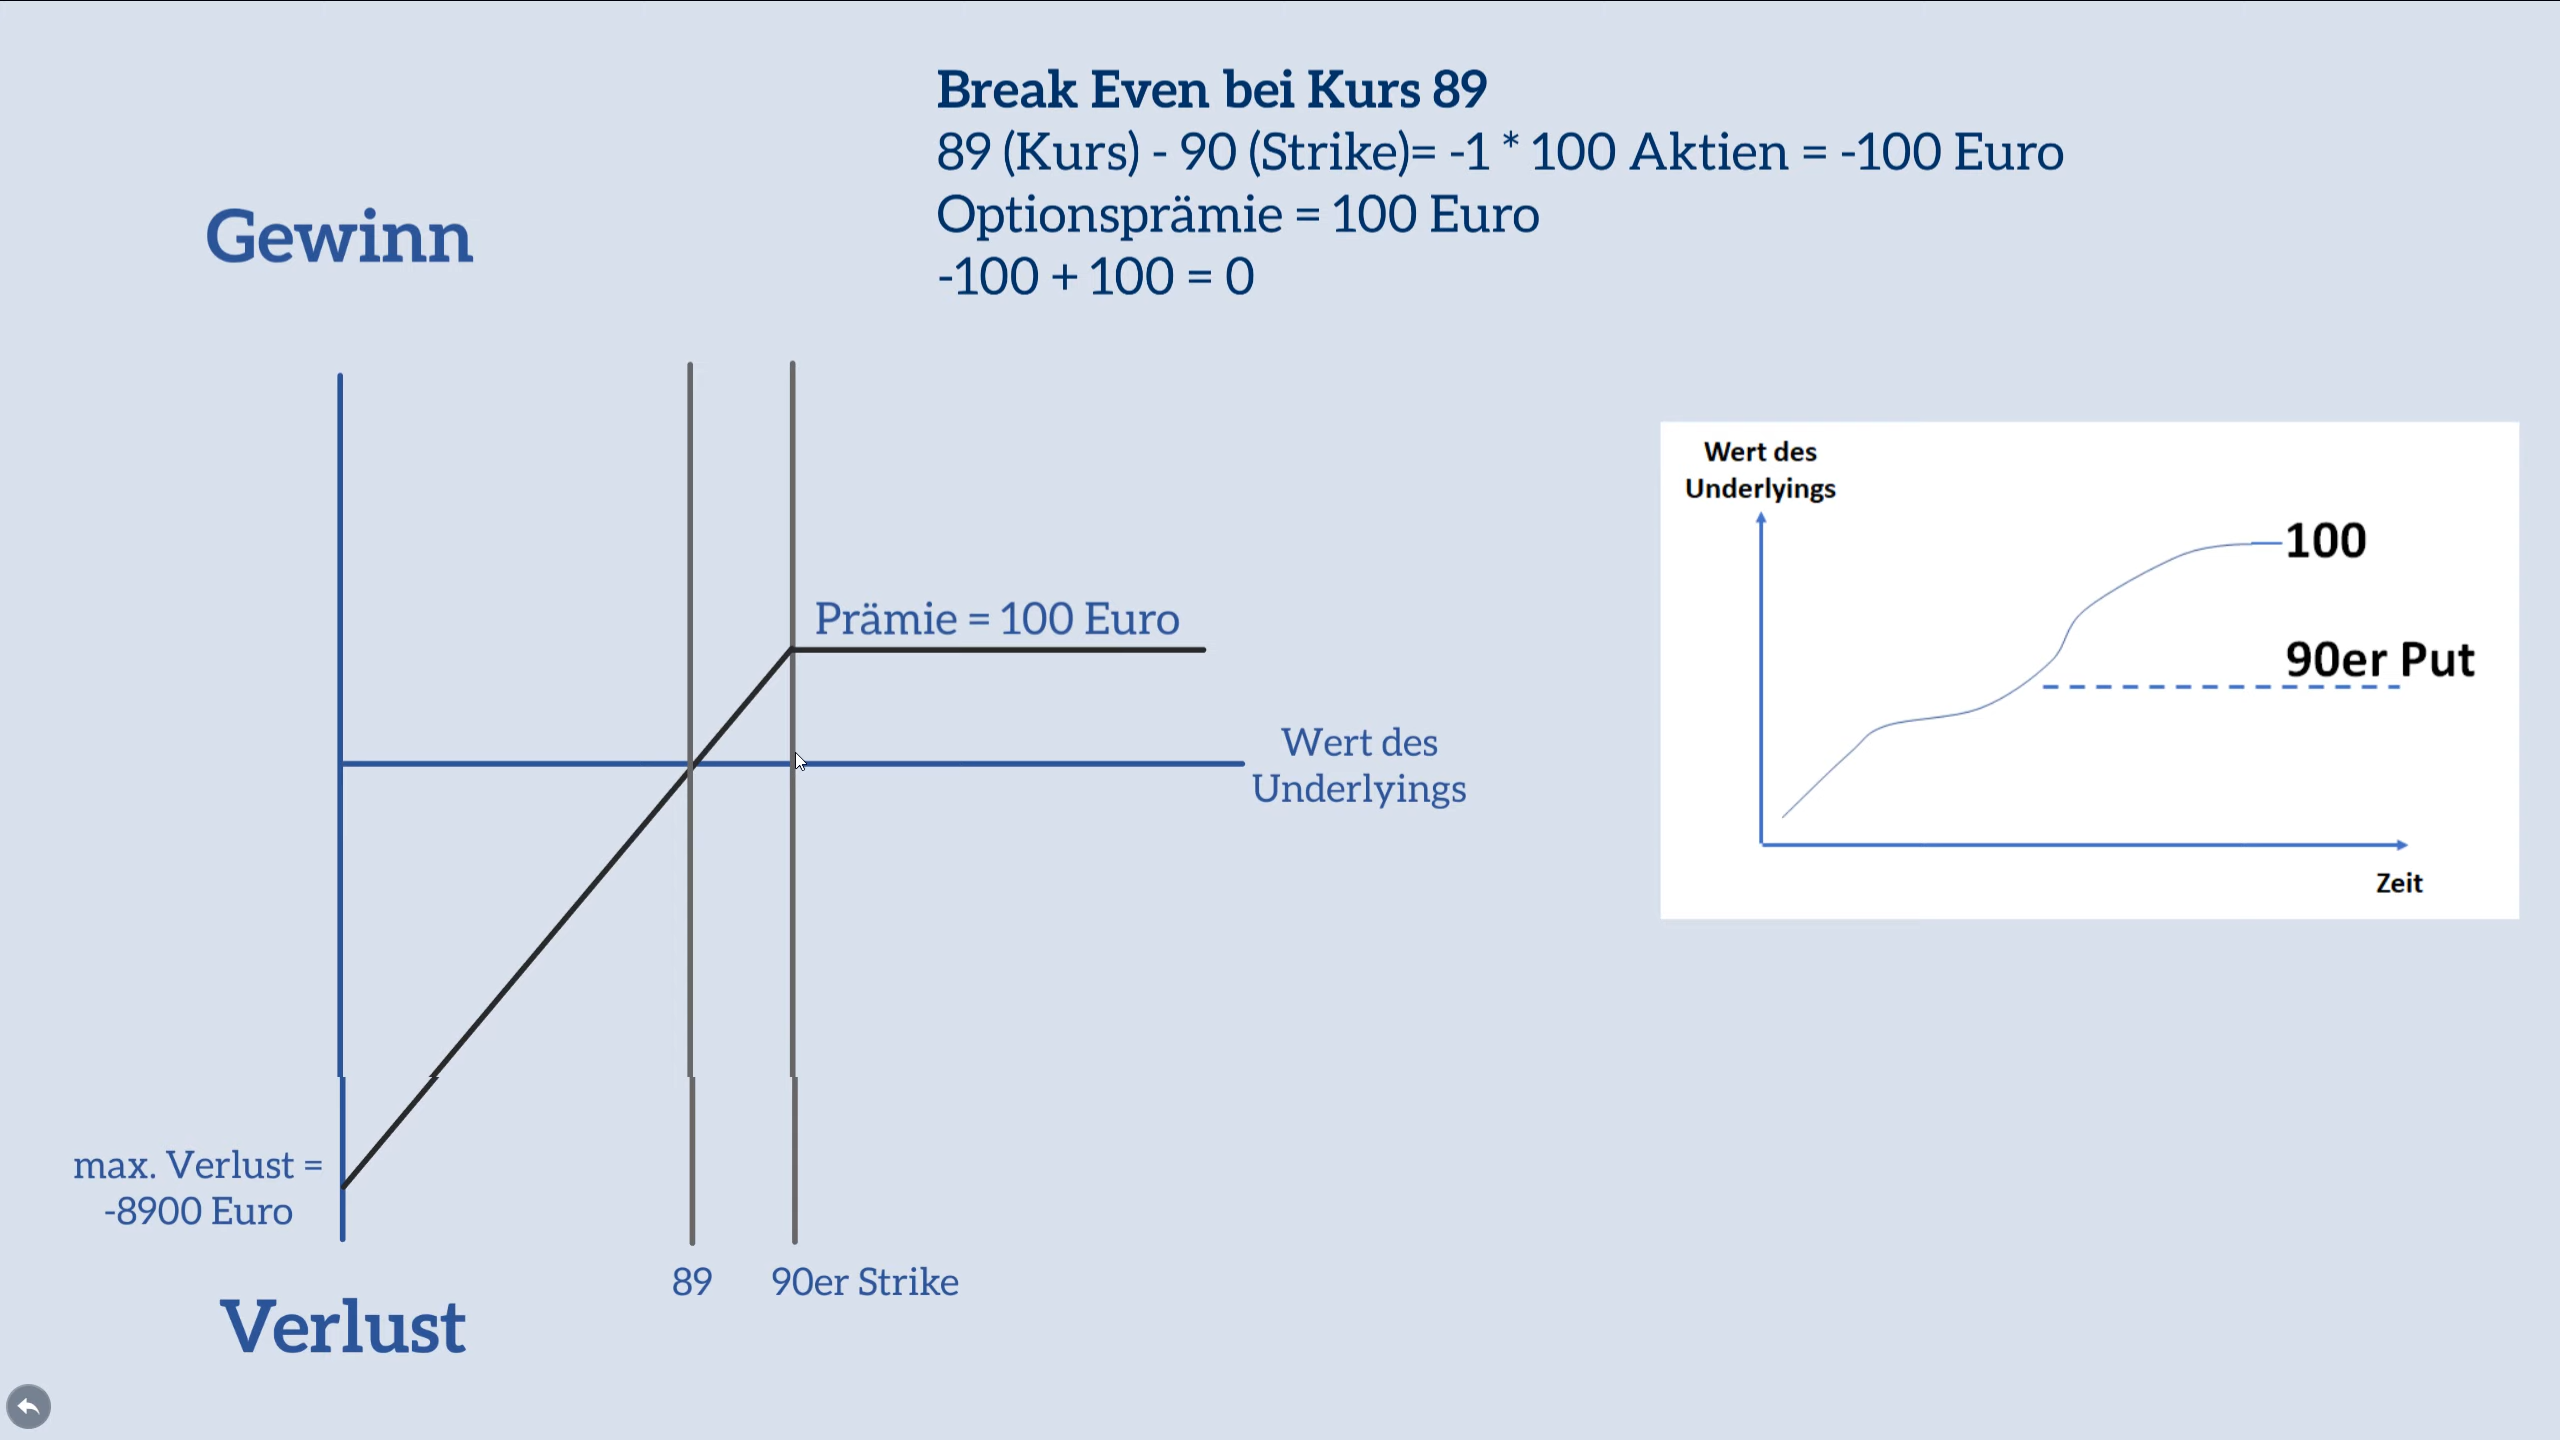 Break Even bei Kurs 89
89 (Kurs) - 90 (Strike)= -1 * 100 Aktien = -100 Euro
Optionsprämie = 100 Euro
-100 + 100 = 0
Gewinn
Prämie = 100 Euro
Wert des
Underlyings
max. Verlust =
-8900 Euro
89
90er Strike
Verlust
Wert des
Underlyings
100
90er Put
Zeit